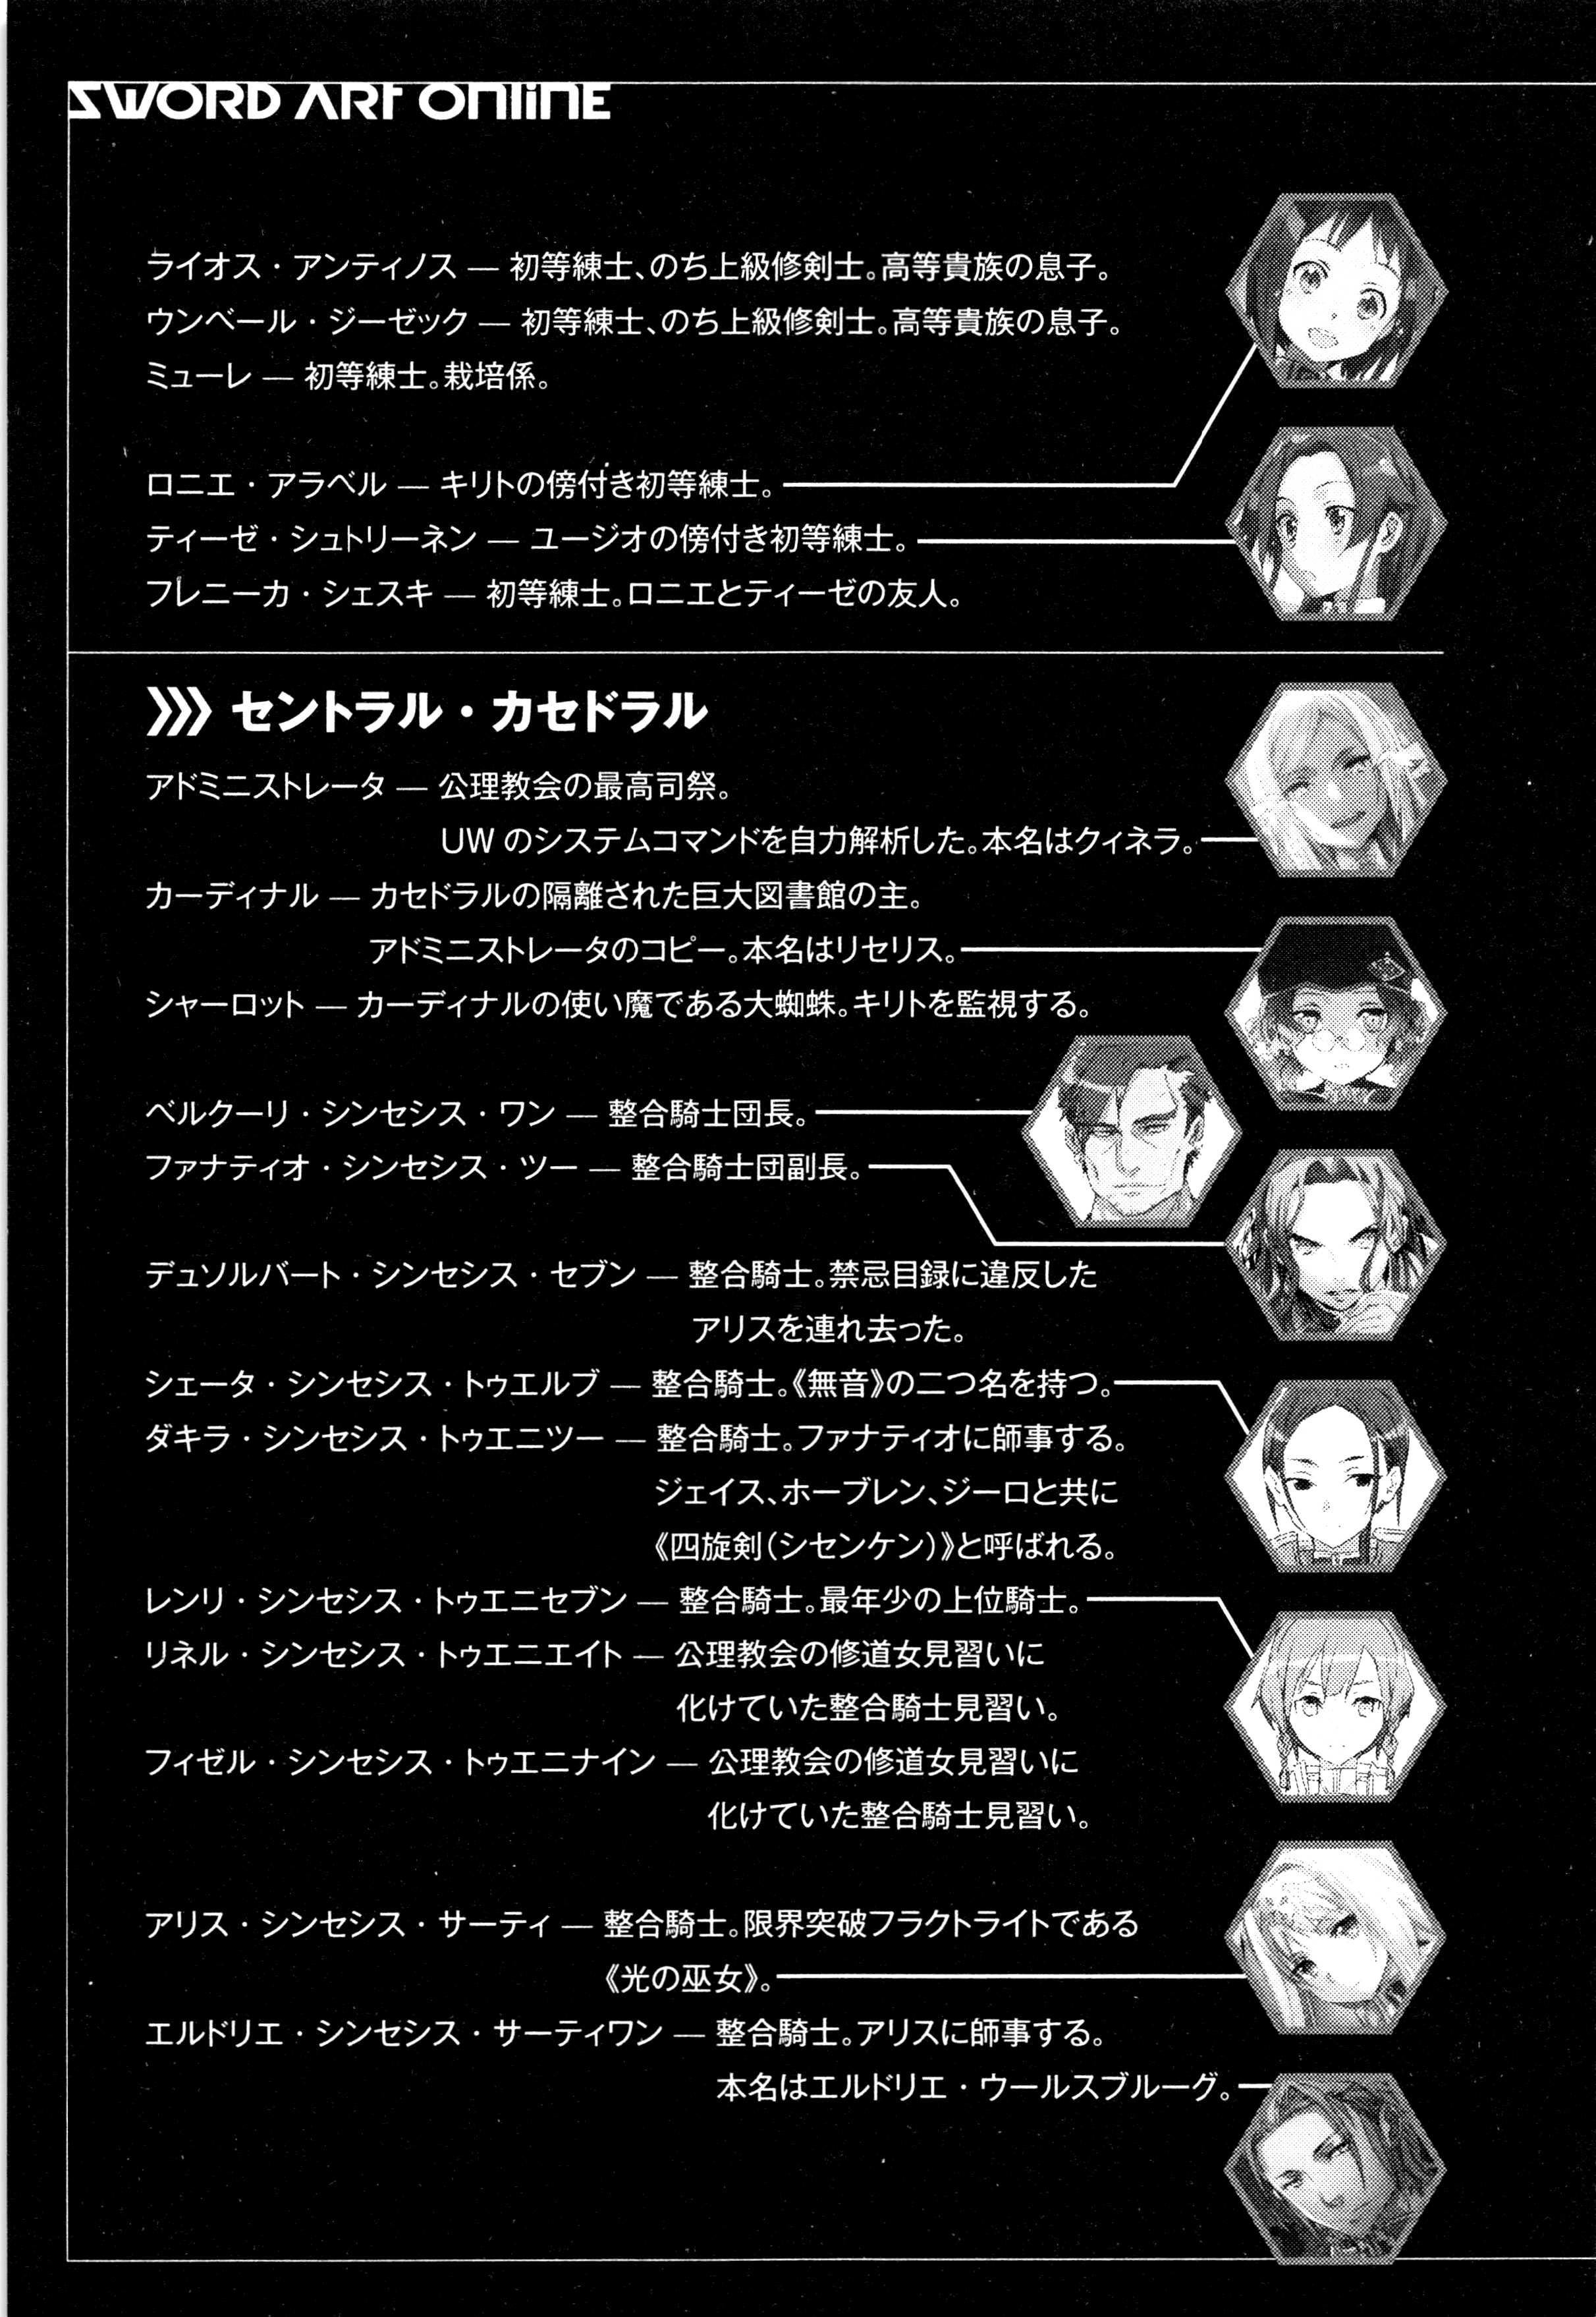 SWORD ART ONLINE
ライオス・アンティノス — 初等練士、のち上級修剣士。高等貴族の息子。
ウンベール・ジーゼック — 初等練士、のち上級修剣士。高等貴族の息子。
ミューレ — 初等練士。栽培係。
ロニエ・アラベル — キリトの傍付き初等練士。
ティーゼ・シュトリーネン — ユージオの傍付き初等練士。
フレニーカ・シェスキ — 初等練士。ロニエとティーゼの友人。
セントラル・カセドラル
アドミニストレータ — 公理教会の最高司祭。
UWのシステムコマンドを自力解析した。本名はクィネラ。
カーディナル — カセドラルの隔離された巨大図書館の主。
アドミニストレータのコピー。本名はリセリス。
シャーロット — カーディナルの使い魔である大蜘蛛。キリトを監視する。
ベルクーリ・シンセシス・ワン — 整合騎士団長。
ファナティオ・シンセシス・ツー — 整合騎士団副長。
デュソルバート・シンセシス・セブン — 整合騎士。禁忌目録に違反した
アリスを連れ去った。
シェータ・シンセシス・トゥエルブ — 整合騎士。《無音》の二つ名を持つ。
ダキラ・シンセシス・トゥエニツー — 整合騎士。ファナティオに師事する。
ジェイス、ホーブレン、ジーロと共に
《四旋剣（シセンケン）》と呼ばれる。
レンリ・シンセシス・トゥエニセブン — 整合騎士。最年少の上位騎士。
リネル・シンセシス・トゥエニエイト — 公理教会の修道女見習いに
化けていた整合騎士見習い。
フィゼル・シンセシス・トゥエニナイン — 公理教会の修道女見習いに
化けていた整合騎士見習い。
アリス・シンセシス・サーティ — 整合騎士。限界突破フラクトライトである
《光の巫女》。
エルドリエ・シンセシス・サーティワン — 整合騎士。アリスに師事する。
本名はエルドリエ・ウールスブルーグ。